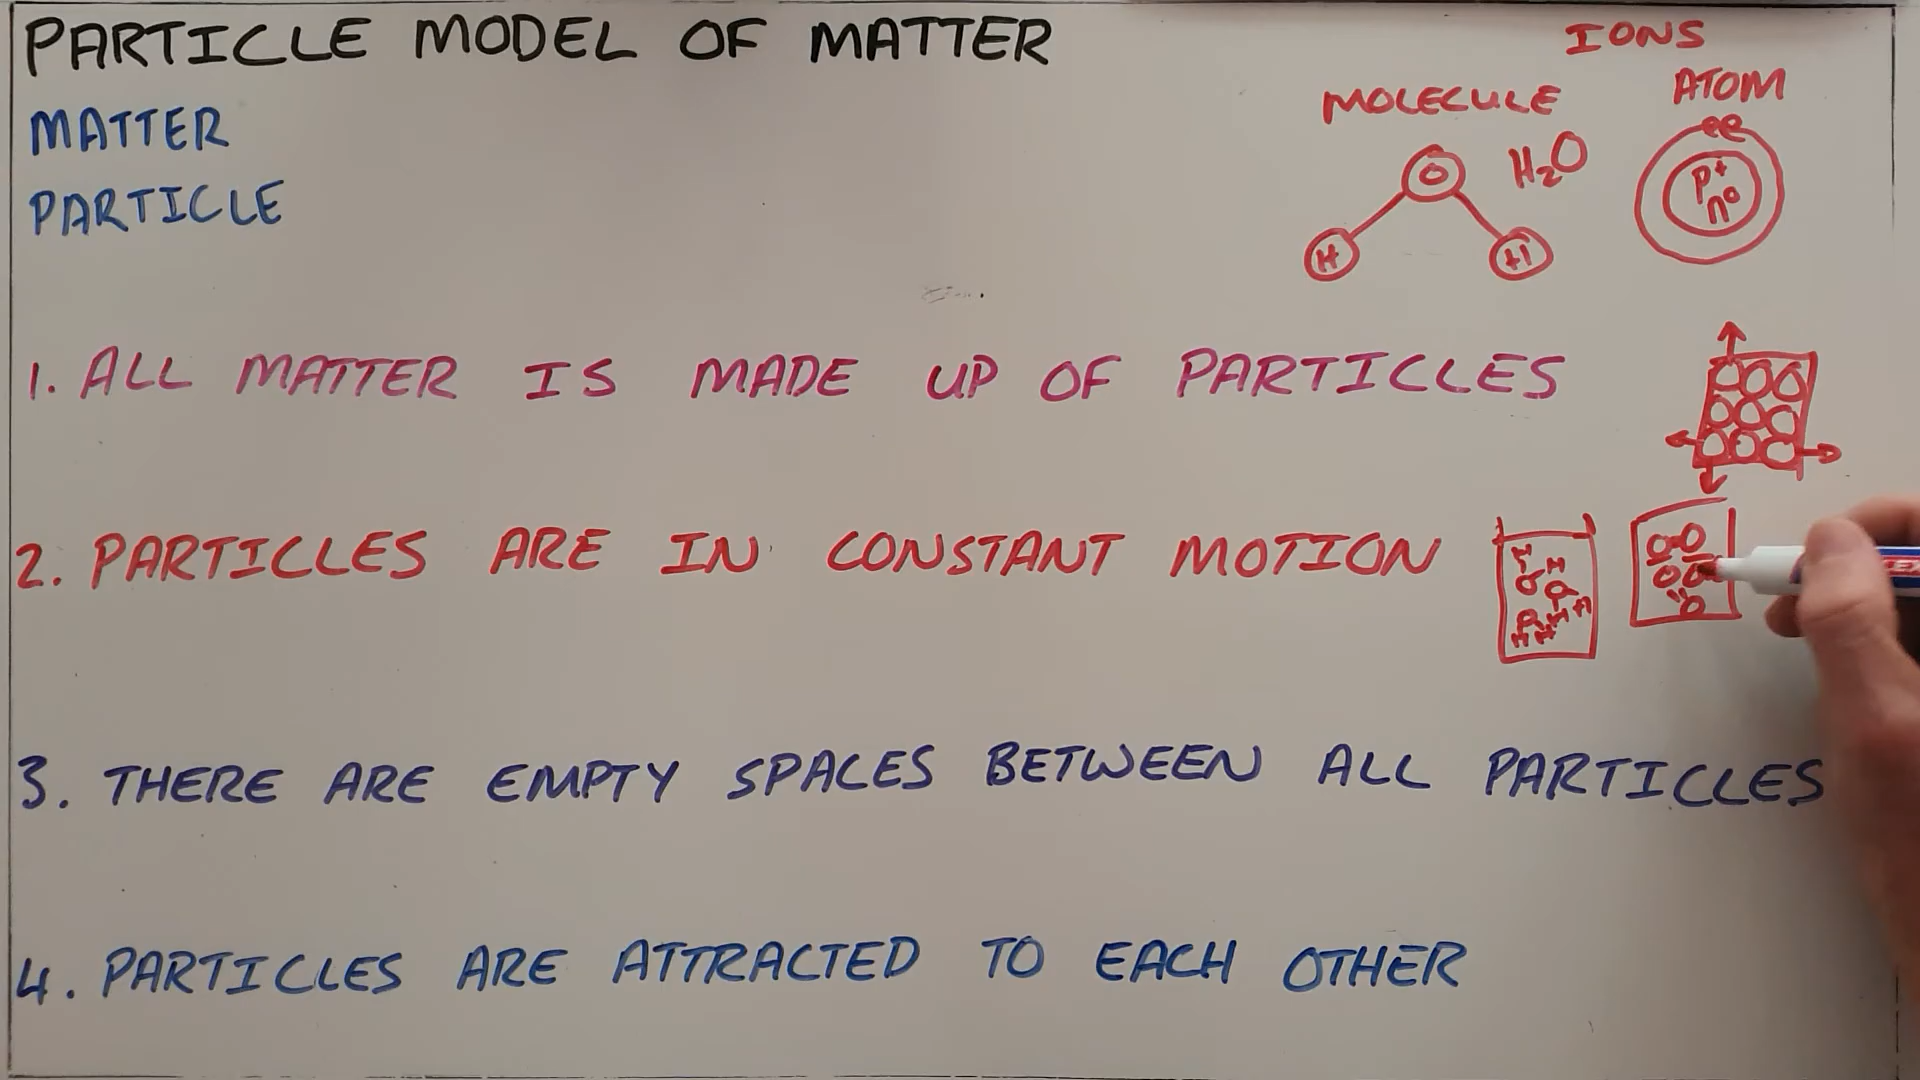 PARTICLE MODEL OF MATTER
MATTER
PARTICLE
IONS
MOLECULE
ATOM
O
H₂O
H
H
ee
P⁺
n⁰
1. ALL MATTER IS MADE UP OF PARTICLES
2. PARTICLES ARE IN CONSTANT MOTION
3. THERE ARE EMPTY SPACES BETWEEN ALL PARTICLES
4. PARTICLES ARE ATTRACTED TO EACH OTHER